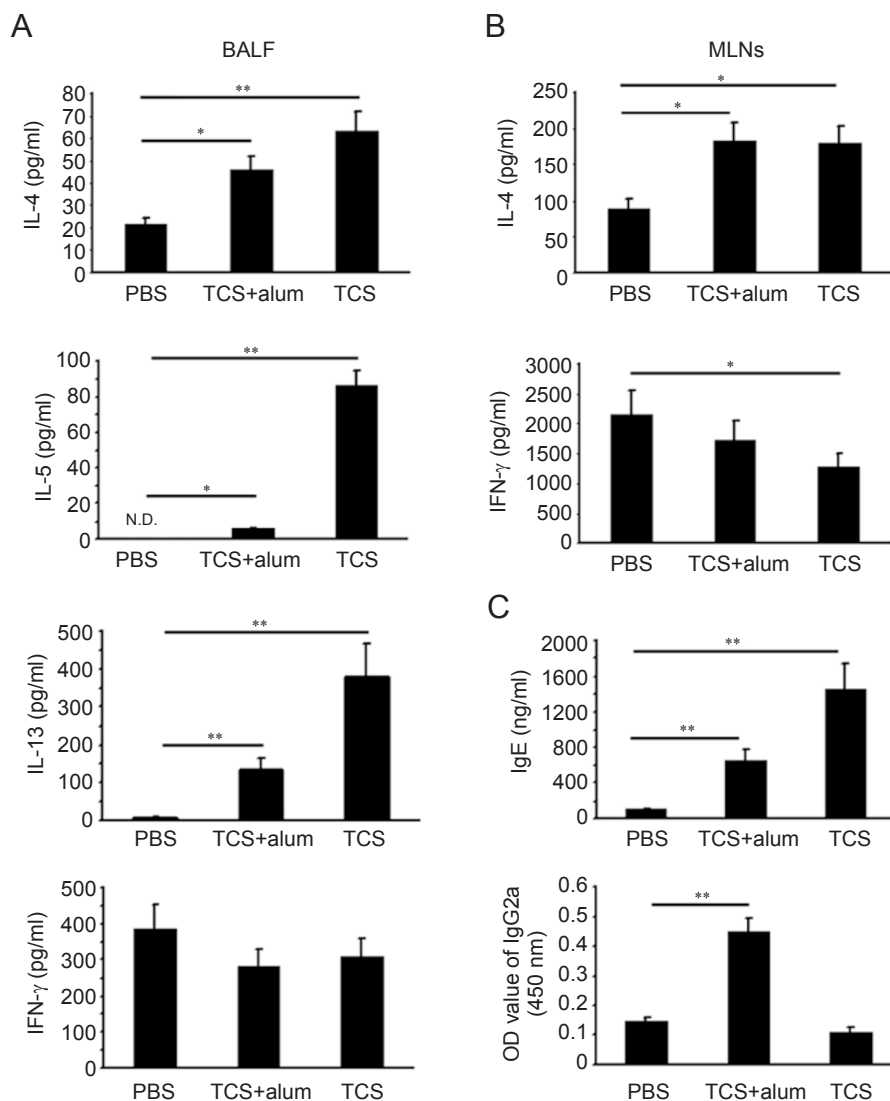 A
BALF
**
*
IL-4 (pg/ml)
80
70
60
50
40
30
20
10
0
PBS TCS+alum TCS
**
*
IL-5 (pg/ml)
100
80
60
40
20
0
N.D.
PBS TCS+alum TCS
**
**
IL-13 (pg/ml)
500
400
300
200
100
0
PBS TCS+alum TCS
IFN-γ (pg/ml)
500
400
300
200
100
0
PBS TCS+alum TCS
B
MLNs
*
*
IL-4 (pg/ml)
250
200
150
100
50
0
PBS TCS+alum TCS
*
IFN-γ (pg/ml)
3000
2500
2000
1500
1000
500
0
PBS TCS+alum TCS
C
**
**
IgE (ng/ml)
2000
1600
1200
800
400
0
PBS TCS+alum TCS
**
OD value of IgG2a
(450 nm)
0.6
0.5
0.4
0.3
0.2
0.1
0
PBS TCS+alum TCS